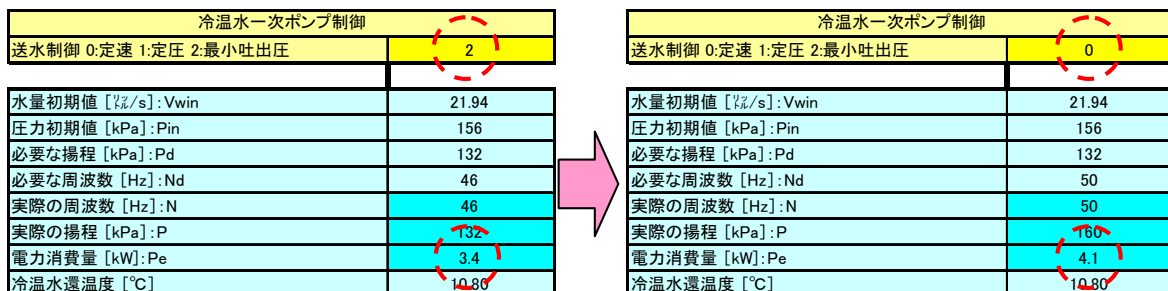 冷温水一次ポンプ制御
送水制御 0:定速 1:定圧 2:最小吐出圧 2
水量初期値 [㍑/s]:Vwin 21.94
圧力初期値 [kPa]:Pin 156
必要な揚程 [kPa]:Pd 132
必要な周波数 [Hz]:Nd 46
実際の周波数 [Hz]:N 46
実際の揚程 [kPa]:P 132
電力消費量 [kW]:Pe 3.4
冷温水還温度 [℃] 10.80
冷温水一次ポンプ制御
送水制御 0:定速 1:定圧 2:最小吐出圧 0
水量初期値 [㍑/s]:Vwin 21.94
圧力初期値 [kPa]:Pin 156
必要な揚程 [kPa]:Pd 132
必要な周波数 [Hz]:Nd 50
実際の周波数 [Hz]:N 50
実際の揚程 [kPa]:P 160
電力消費量 [kW]:Pe 4.1
冷温水還温度 [℃] 10.80